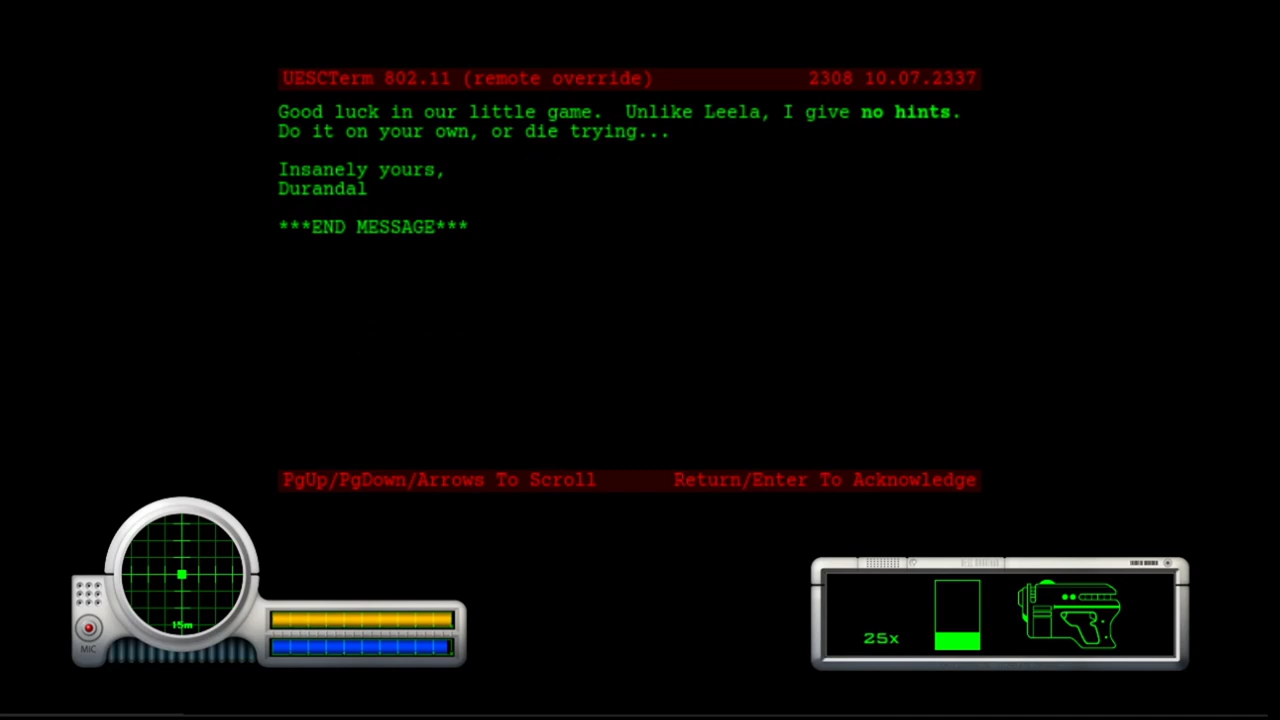 UESCTerm 802.11 (remote override) 2308 10.07.2337
Good luck in our little game.  Unlike Leela, I give no hints.
Do it on your own, or die trying...
Insanely yours,
Durandal
***END MESSAGE***
PgUp/PgDown/Arrows To Scroll Return/Enter To Acknowledge
15m
MIC
25x